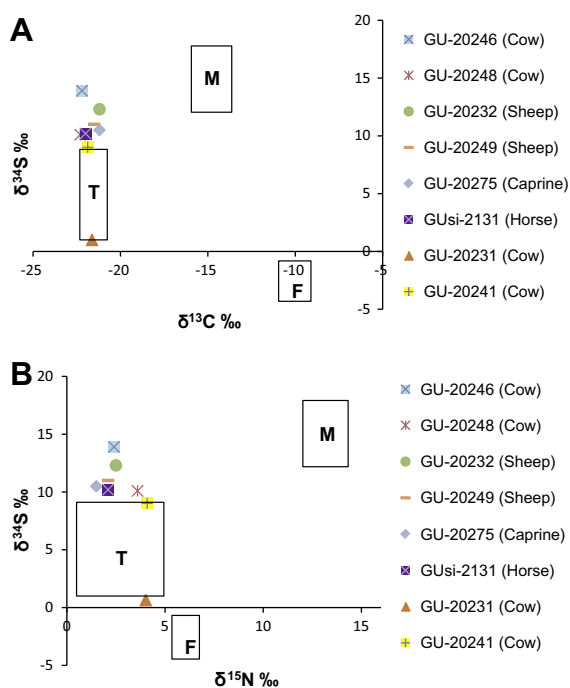 A
20
15
10
5
0
-5
-25
-20
-15
-10
-5
δ34S ‰
δ13C ‰
M
T
F
GU-20246 (Cow)
GU-20248 (Cow)
GU-20232 (Sheep)
GU-20249 (Sheep)
GU-20275 (Caprine)
GUsi-2131 (Horse)
GU-20231 (Cow)
GU-20241 (Cow)
B
20
15
10
5
0
-5
0
5
10
15
δ34S ‰
δ15N ‰
M
T
F
GU-20246 (Cow)
GU-20248 (Cow)
GU-20232 (Sheep)
GU-20249 (Sheep)
GU-20275 (Caprine)
GUsi-2131 (Horse)
GU-20231 (Cow)
GU-20241 (Cow)